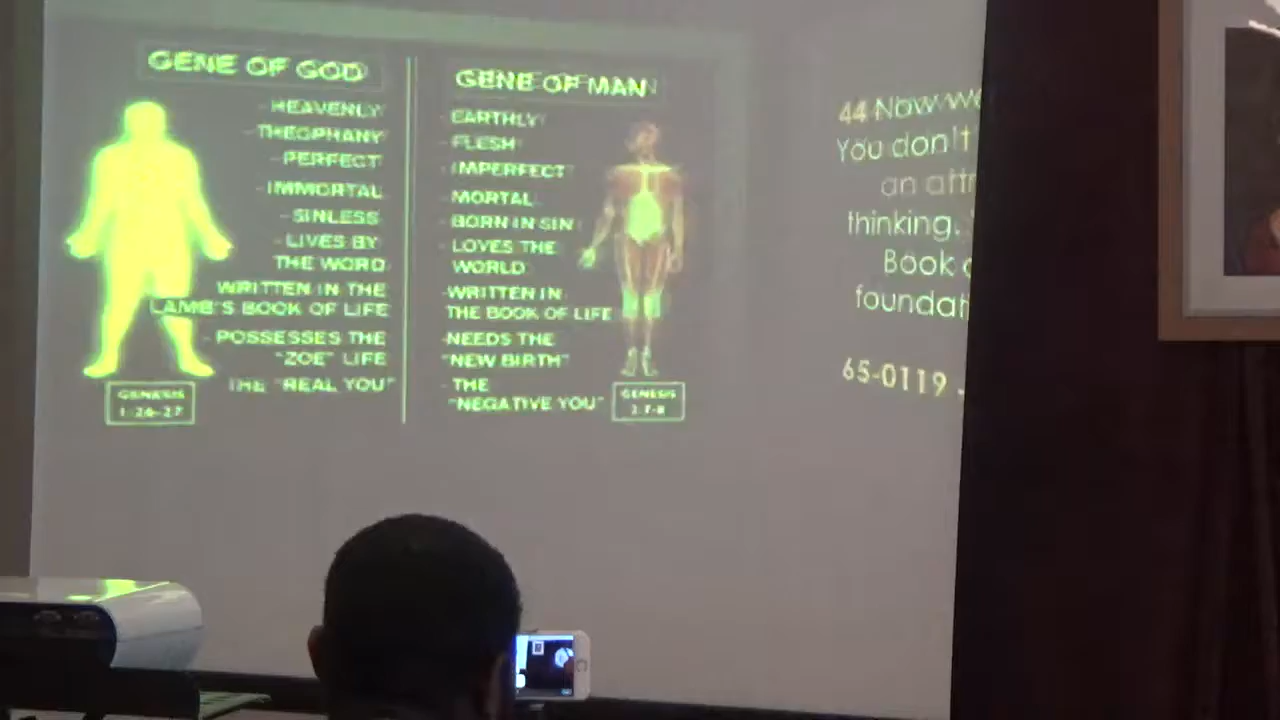 GENE OF GOD
- HEAVENLY
- THEOPHANY
- PERFECT
- IMMORTAL
- SINLESS
- LIVES BY
THE WORD
WRITTEN IN THE
LAMB'S BOOK OF LIFE
- POSSESSES THE
"ZOE" LIFE
THE "REAL YOU"
GENESIS
1:26-27
GENE OF MAN
- EARTHLY
- FLESH
- IMPERFECT
- MORTAL
- BORN IN SIN
- LOVES THE
WORLD
- WRITTEN IN
THE BOOK OF LIFE
- NEEDS THE
"NEW BIRTH"
- THE
"NEGATIVE YOU"
GENESIS
2:7-8
44 Now
You don't
an
thinking.
Book
65-0119